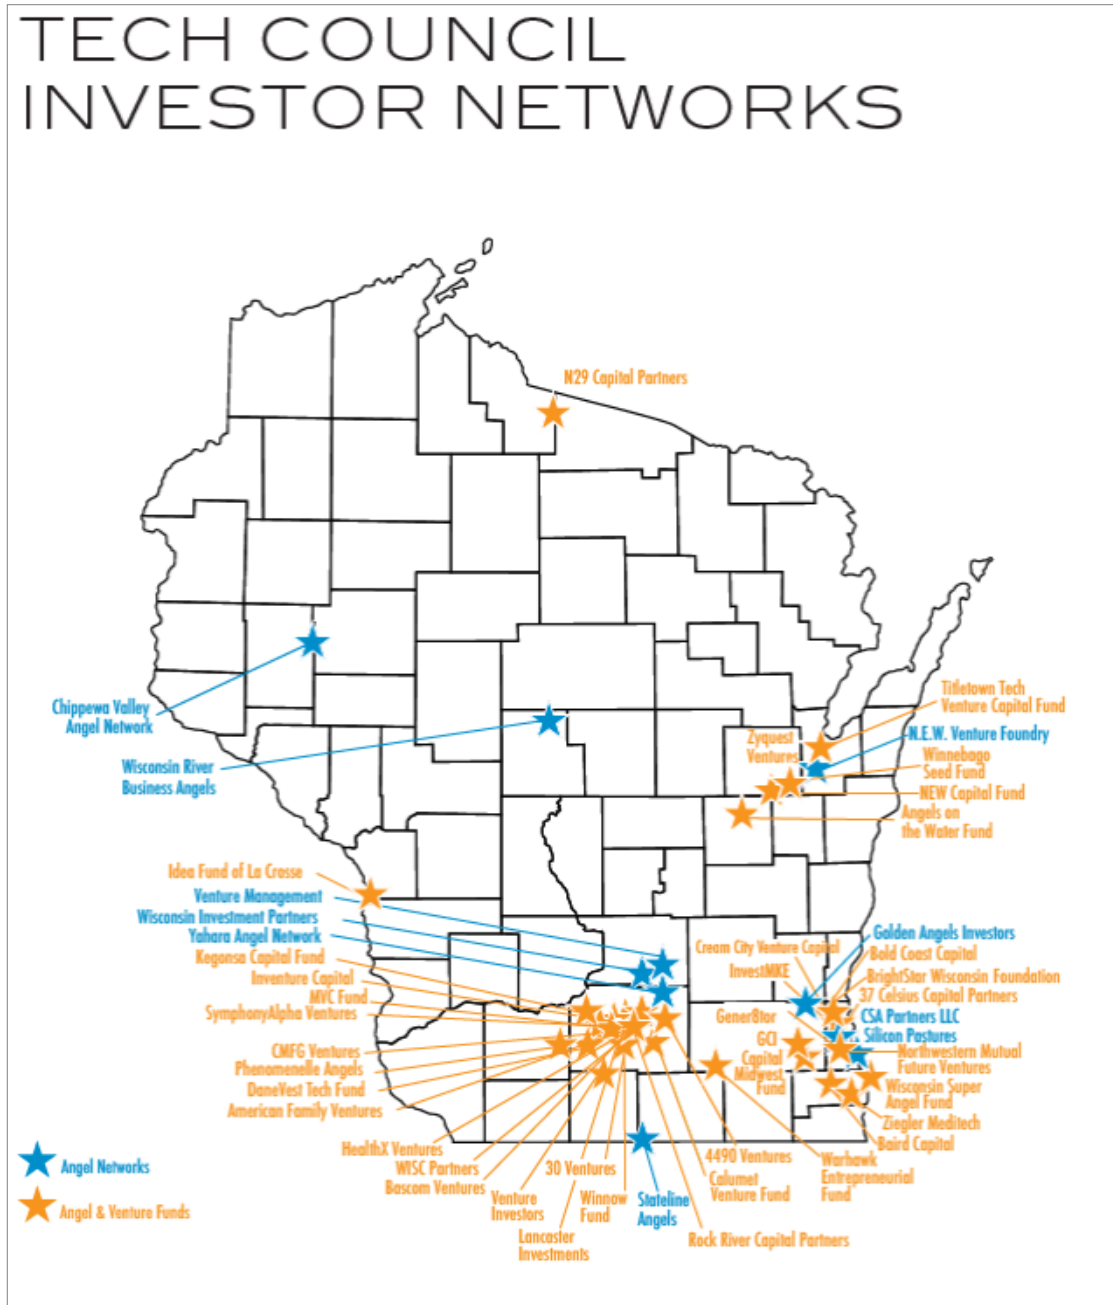 TECH COUNCIL
INVESTOR NETWORKS
N29 Capital Partners
Chippewa Valley
Angel Network
Wisconsin River
Business Angels
Titletown Tech
Venture Capital Fund
N.E.W. Venture Foundry
Zyquest
Ventures
Winnebago
Seed Fund
NEW Capital Fund
Angels on
the Water Fund
Idea Fund of La Crosse
Venture Management
Wisconsin Investment Partners
Yahara Angel Network
Kegonsa Capital Fund
Inventure Capital
MVC Fund
SymphonyAlpha Ventures
CMFG Ventures
Phenomenelle Angels
DaneVest Tech Fund
American Family Ventures
HealthX Ventures
WISC Partners
Bascom Ventures
Venture
Investors
Lancaster
Investments
30 Ventures
Winnow
Fund
Stateline
Angels
Rock River Capital Partners
Calumet
Venture Fund
4490 Ventures
Warhawk
Entrepreneurial
Fund
Golden Angels Investors
Cream City Venture Capital
Bold Coast Capital
InvestMKE
BrightStar Wisconsin Foundation
37 Celsius Capital Partners
Gener8tor
CSA Partners LLC
Silicon Pastures
GCI
Capital
Midwest
Fund
Northwestern Mutual
Future Ventures
Wisconsin Super
Angel Fund
Ziegler Meditech
Baird Capital
Angel Networks
Angel & Venture Funds